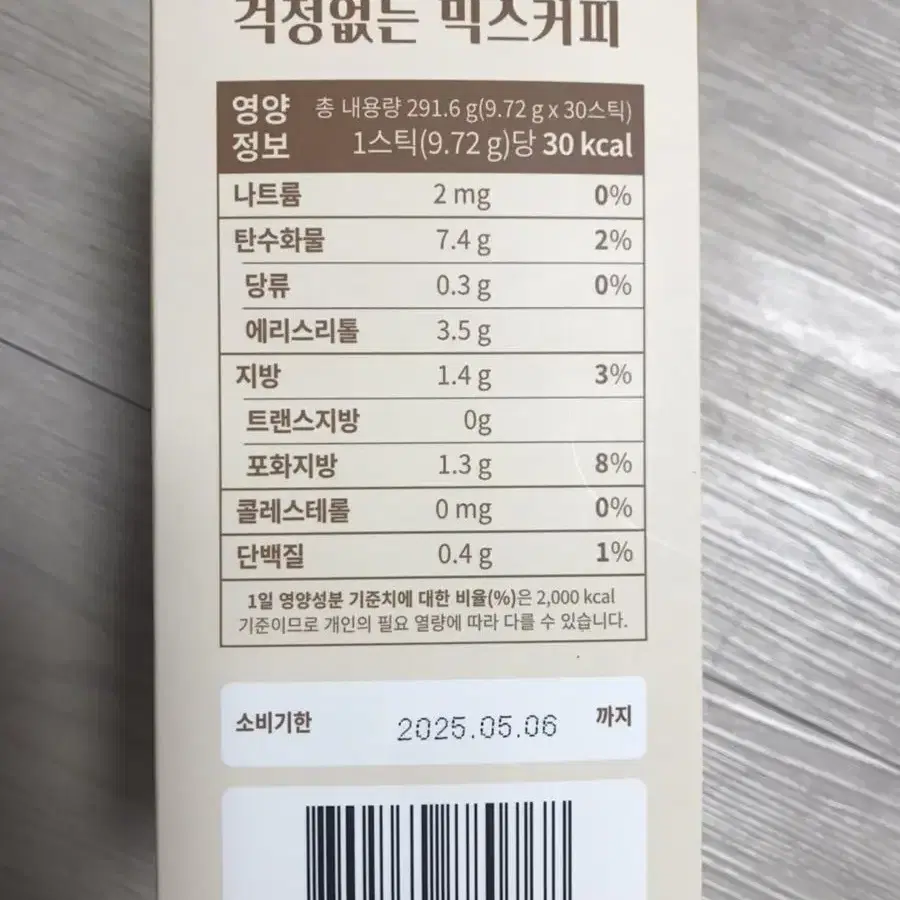 걱정없는 믹스커피
영양 정보
총 내용량 291.6 g(9.72 g x 30스틱)
1스틱(9.72 g)당 30 kcal
나트륨 2 mg 0%
탄수화물 7.4 g 2%
당류 0.3 g 0%
에리스리톨 3.5 g
지방 1.4 g 3%
트랜스지방 0g
포화지방 1.3 g 8%
콜레스테롤 0 mg 0%
단백질 0.4 g 1%
1일 영양성분 기준치에 대한 비율(%)은 2,000 kcal
기준이므로 개인의 필요 열량에 따라 다를 수 있습니다.
소비기한 2025.05.06 까지